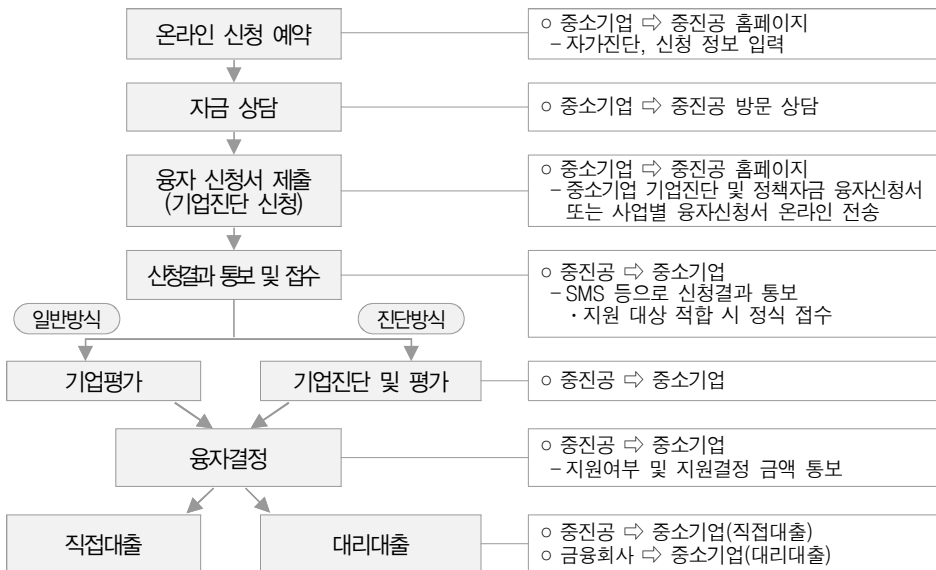 온라인 신청 예약
○ 중소기업 ⇨ 중진공 홈페이지
– 자가진단, 신청 정보 입력
자금 상담
○ 중소기업 ⇨ 중진공 방문 상담
융자 신청서 제출
(기업진단 신청)
○ 중소기업 ⇨ 중진공 홈페이지
– 중소기업 기업진단 및 정책자금 융자신청서
또는 사업별 융자신청서 온라인 전송
신청결과 통보 및 접수
○ 중진공 ⇨ 중소기업
– SMS 등으로 신청결과 통보
· 지원 대상 적합 시 정식 접수
일반방식
진단방식
기업평가
기업진단 및 평가
○ 중진공 ⇨ 중소기업
융자결정
○ 중진공 ⇨ 중소기업
– 지원여부 및 지원결정 금액 통보
직접대출
대리대출
○ 중진공 ⇨ 중소기업(직접대출)
○ 금융회사 ⇨ 중소기업(대리대출)